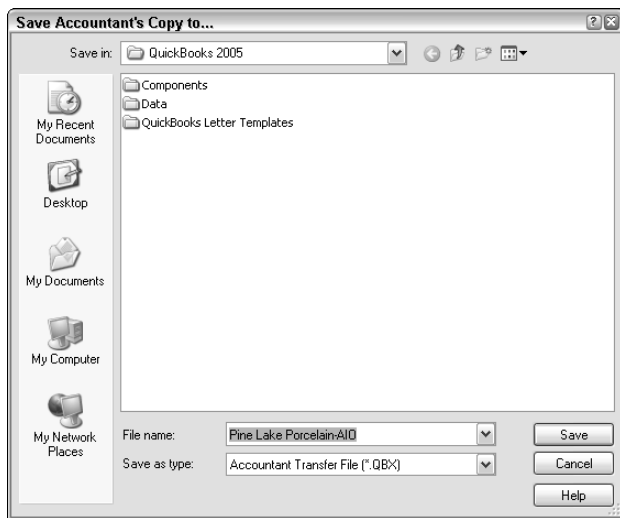 Save Accountant's Copy to...
Save in:
QuickBooks 2005
Components
Data
QuickBooks Letter Templates
My Recent
Documents
Desktop
My Documents
My Computer
My Network
Places
File name:
Pine Lake Porcelain-AIO
Save
Save as type:
Accountant Transfer File (*.QBX)
Cancel
Help